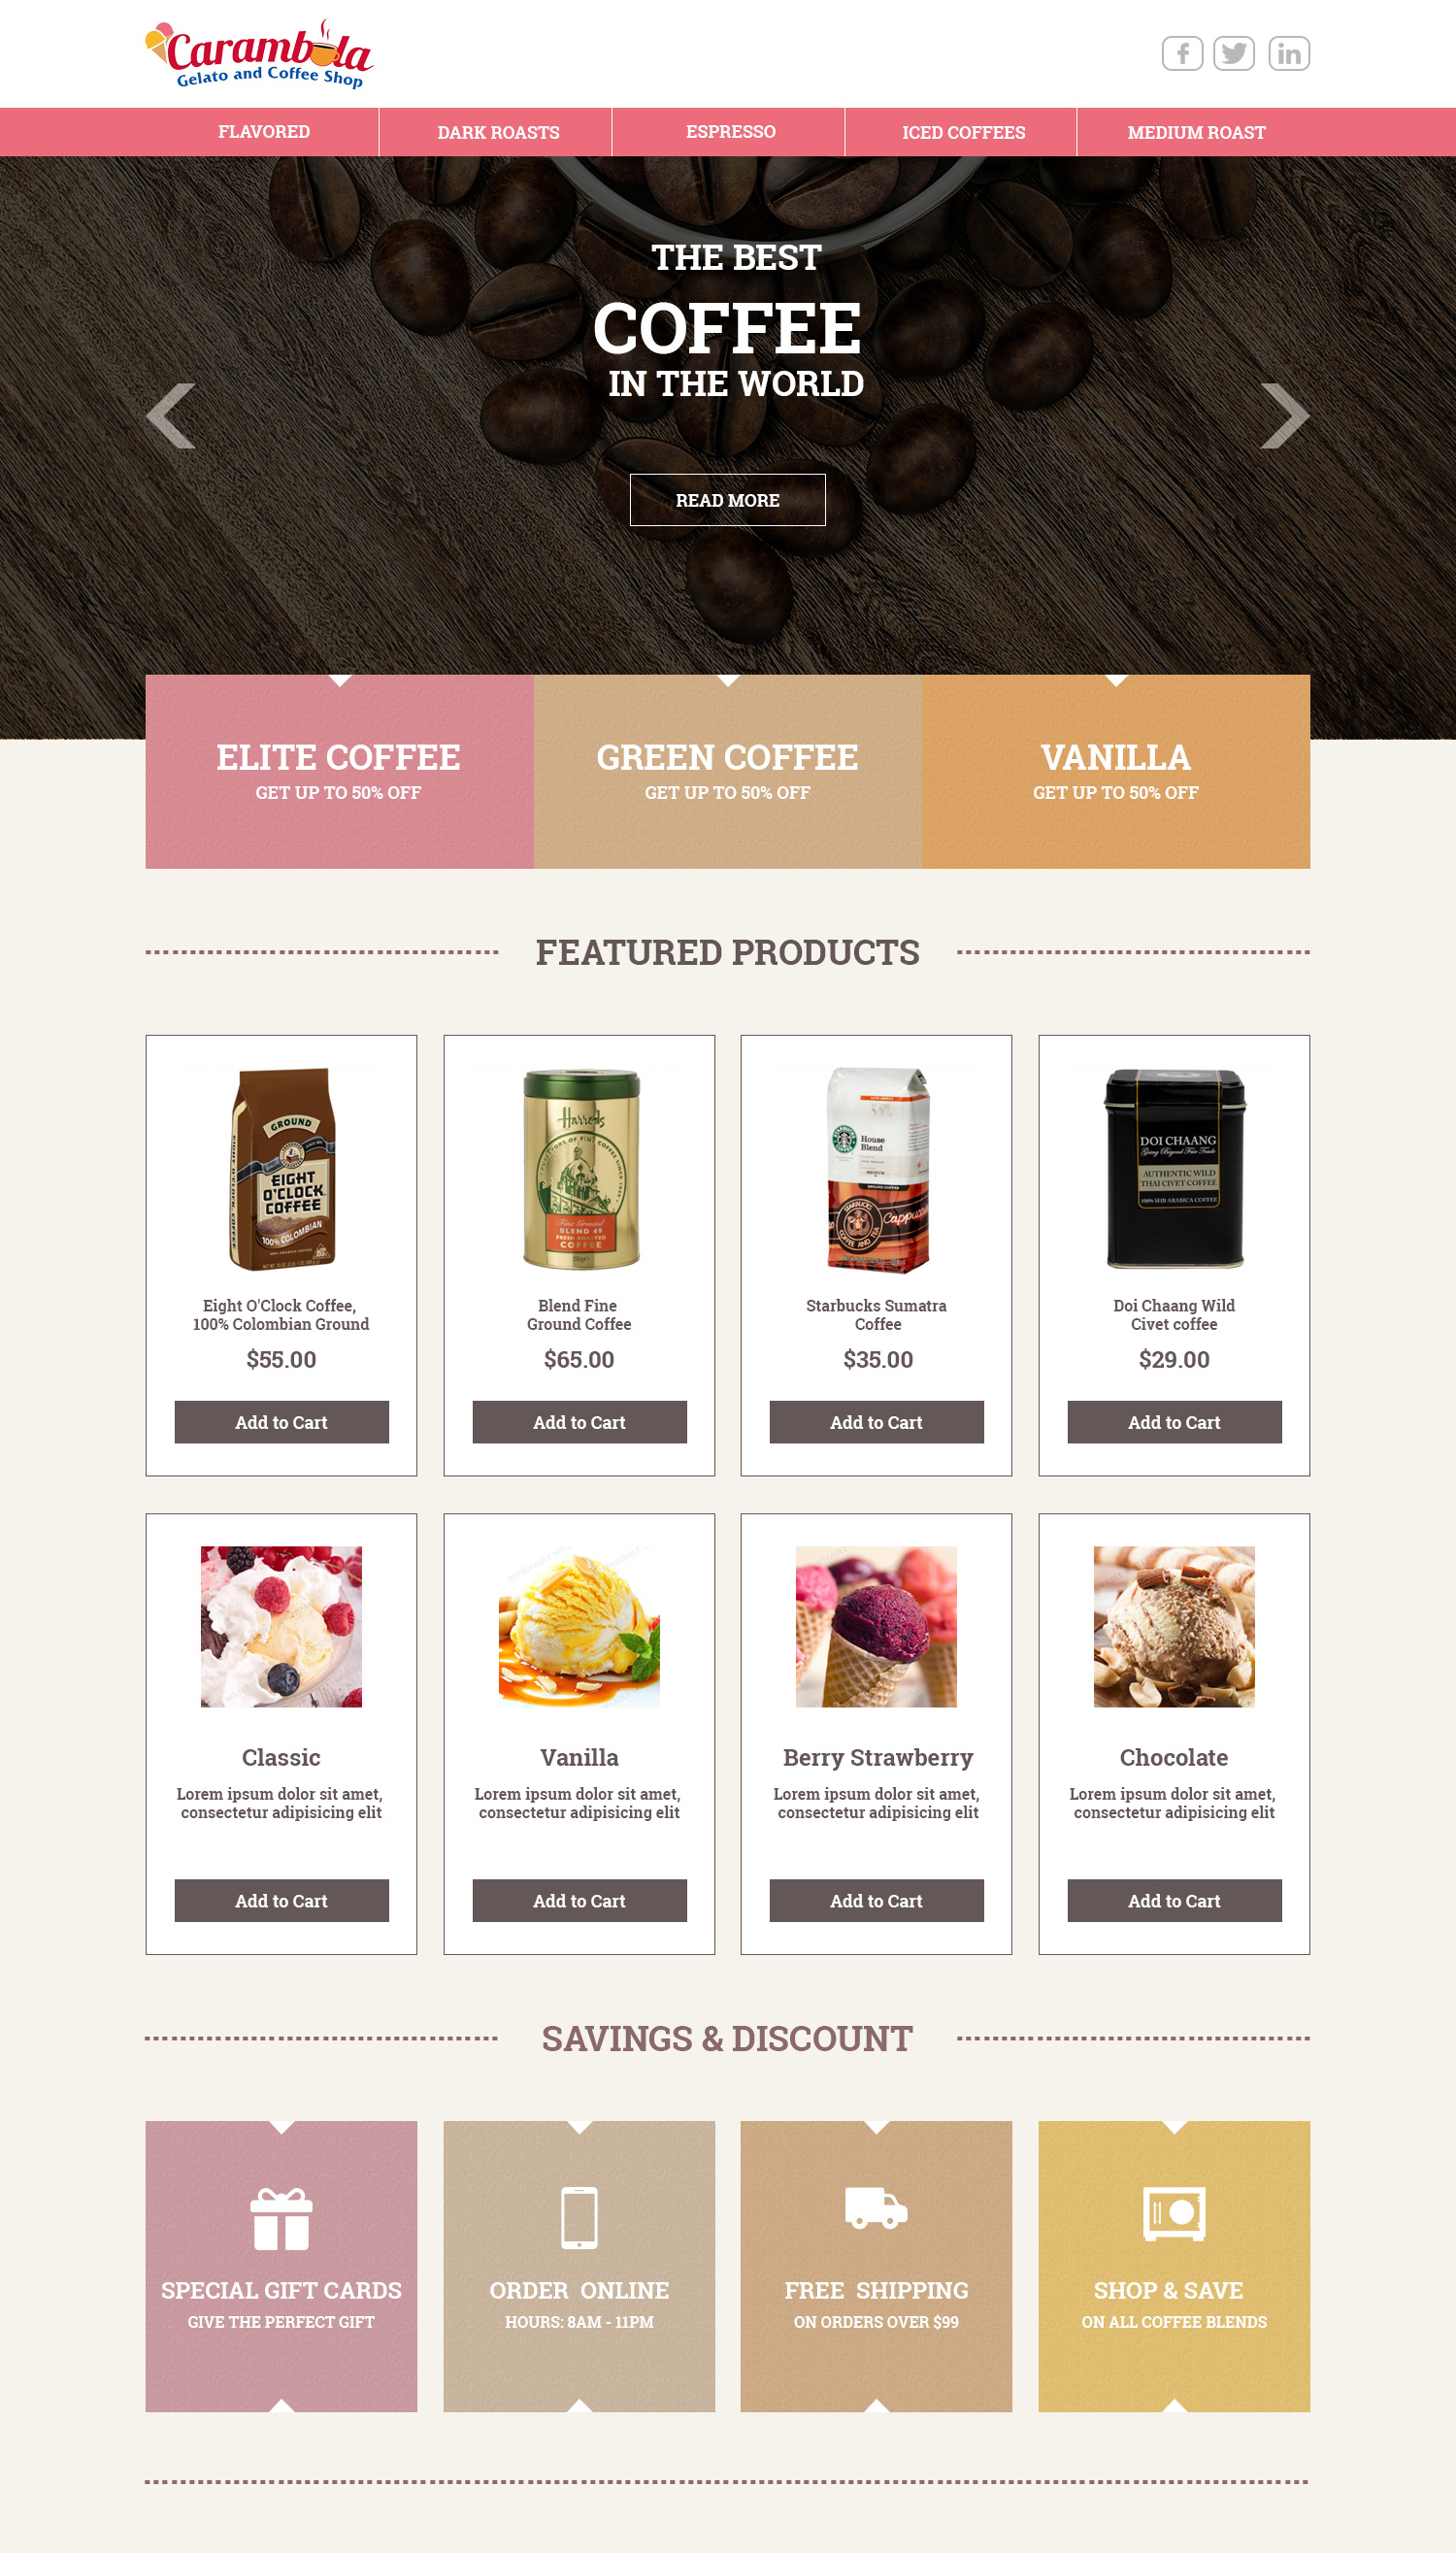 Carambola
Gelato and Coffee Shop
FLAVORED
DARK ROASTS
ESPRESSO
ICED COFFEES
MEDIUM ROAST
THE BEST
COFFEE
IN THE WORLD
READ MORE
ELITE COFFEE
GET UP TO 50% OFF
GREEN COFFEE
GET UP TO 50% OFF
VANILLA
GET UP TO 50% OFF
FEATURED PRODUCTS
GROUND
EIGHT
O'CLOCK
COFFEE
100% COLOMBIAN
Eight O'Clock Coffee,
100% Colombian Ground
$55.00
Add to Cart
Harrods
BLEND 49
FRESH ROASTED
COFFEE
Blend Fine
Ground Coffee
$65.00
Add to Cart
House
Blend
Starbucks Sumatra
Coffee
$35.00
Add to Cart
DOI CHAANG
Going Beyond Fair Trade
AUTHENTIC WILD
THAI CIVET COFFEE
Doi Chaang Wild
Civet coffee
$29.00
Add to Cart
Classic
Lorem ipsum dolor sit amet,
consectetur adipisicing elit
Add to Cart
Vanilla
Lorem ipsum dolor sit amet,
consectetur adipisicing elit
Add to Cart
Berry Strawberry
Lorem ipsum dolor sit amet,
consectetur adipisicing elit
Add to Cart
Chocolate
Lorem ipsum dolor sit amet,
consectetur adipisicing elit
Add to Cart
SAVINGS & DISCOUNT
SPECIAL GIFT CARDS
GIVE THE PERFECT GIFT
ORDER ONLINE
HOURS: 8AM - 11PM
FREE SHIPPING
ON ORDERS OVER $99
SHOP & SAVE
ON ALL COFFEE BLENDS